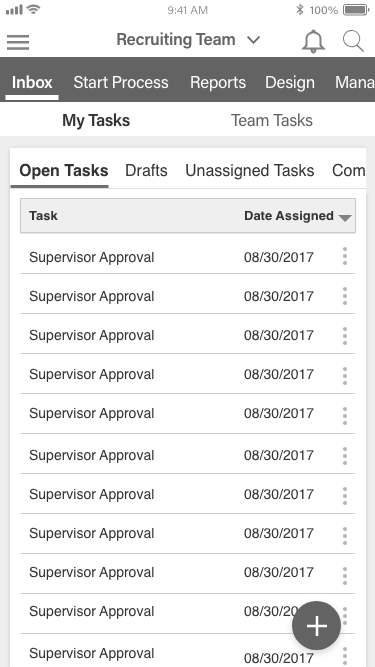 9:41 AM 100%
Recruiting Team
Inbox Start Process Reports Design Mana
My Tasks Team Tasks
Open Tasks Drafts Unassigned Tasks Com
Task Date Assigned
Supervisor Approval 08/30/2017
Supervisor Approval 08/30/2017
Supervisor Approval 08/30/2017
Supervisor Approval 08/30/2017
Supervisor Approval 08/30/2017
Supervisor Approval 08/30/2017
Supervisor Approval 08/30/2017
Supervisor Approval 08/30/2017
Supervisor Approval 08/30/2017
Supervisor Approval 08/30/20
Supervisor Approval 08/30/2017